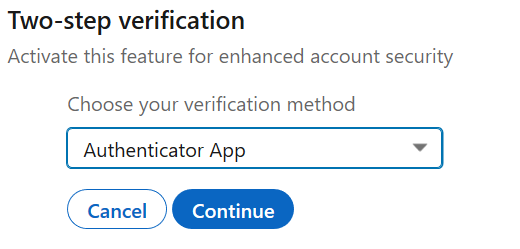 Two-step verification
Activate this feature for enhanced account security
Choose your verification method
Authenticator App
Cancel Continue